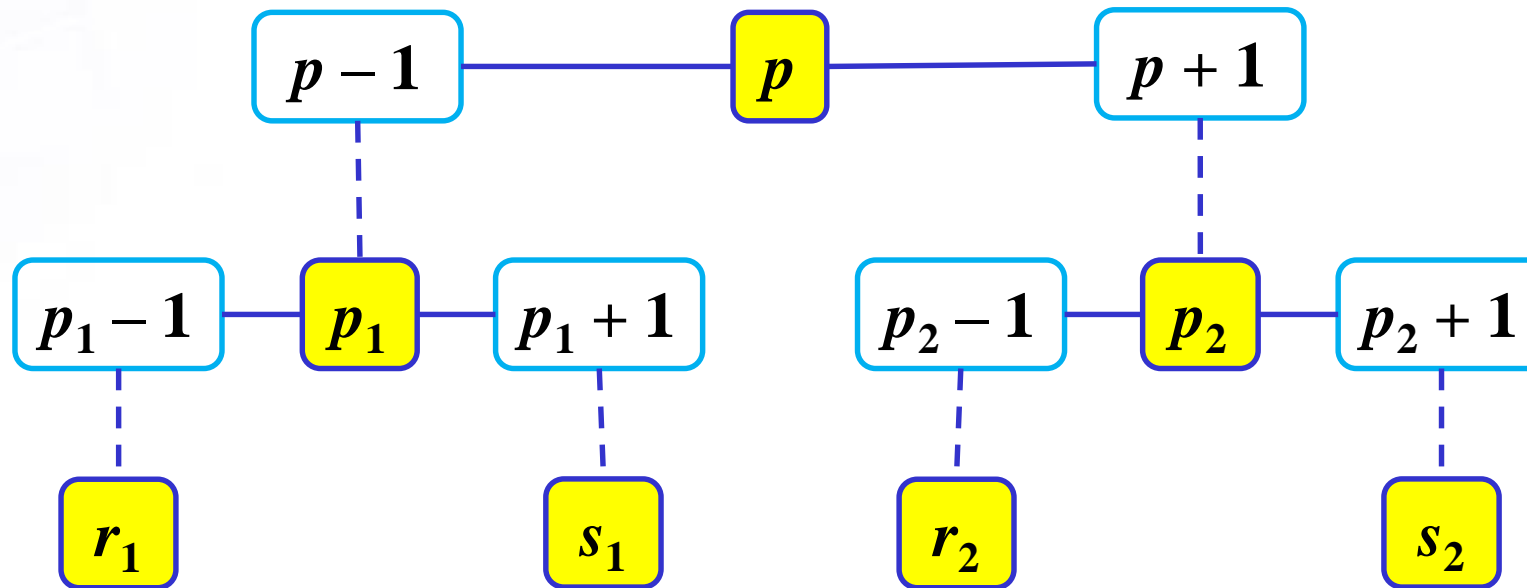 p − 1 p p + 1
p₁ − 1 p₁ p₁ + 1 p₂ − 1 p₂ p₂ + 1
r₁ s₁ r₂ s₂